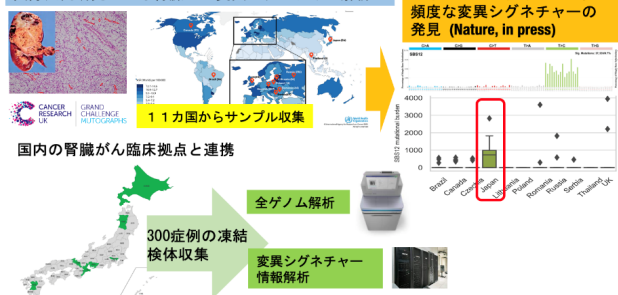 頻度な変異シグネチャーの
発見 (Nature, in press)
C>A
C>G
C>T
T>A
T>C
T>G
SBS12
SBS12 mutational burden
4000
3000
2000
1000
0
Brazil
Canada
Czechia
Japan
Lithuania
Poland
Romania
Russia
Serbia
Thailand
UK
CANCER
RESEARCH
UK
GRAND
CHALLENGE
MUTOGRAPHS
11カ国からサンプル収集
国内の腎臓がん臨床拠点と連携
300症例の凍結
検体収集
全ゲノム解析
変異シグネチャー
情報解析